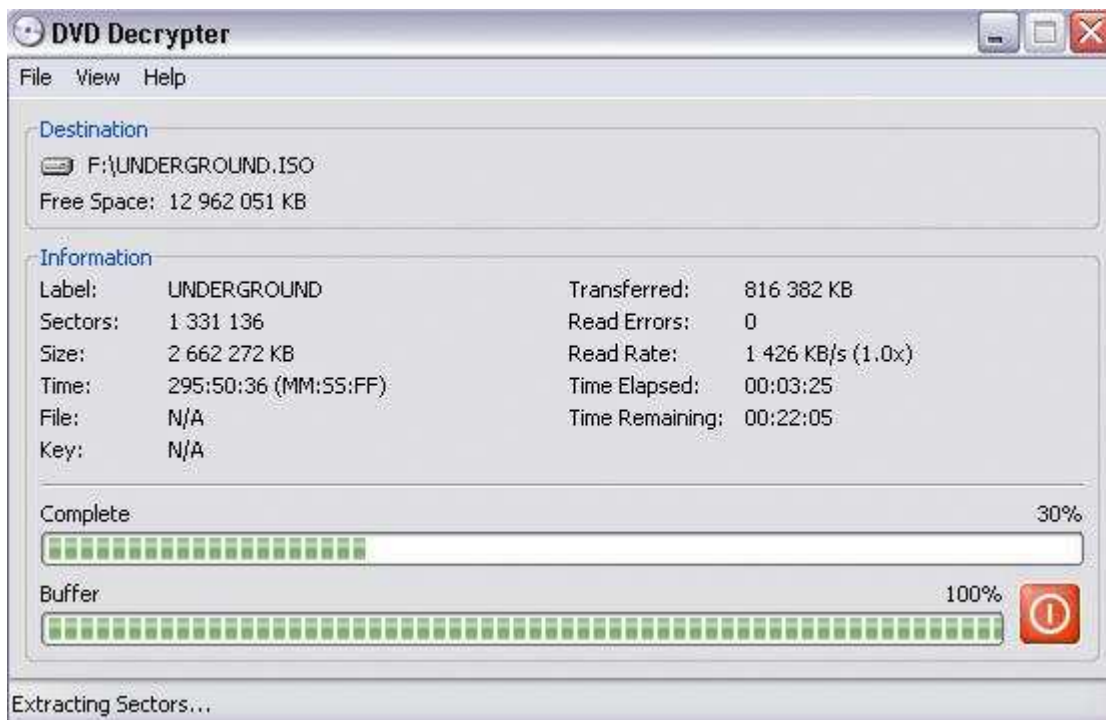 DVD Decrypter
File View Help
Destination
F:\UNDERGROUND.ISO
Free Space: 12 962 051 KB
Information
Label: UNDERGROUND Transferred: 816 382 KB
Sectors: 1 331 136 Read Errors: 0
Size: 2 662 272 KB Read Rate: 1 426 KB/s (1.0x)
Time: 295:50:36 (MM:SS:FF) Time Elapsed: 00:03:25
File: N/A Time Remaining: 00:22:05
Key: N/A
Complete 30%
Buffer 100%
Extracting Sectors...